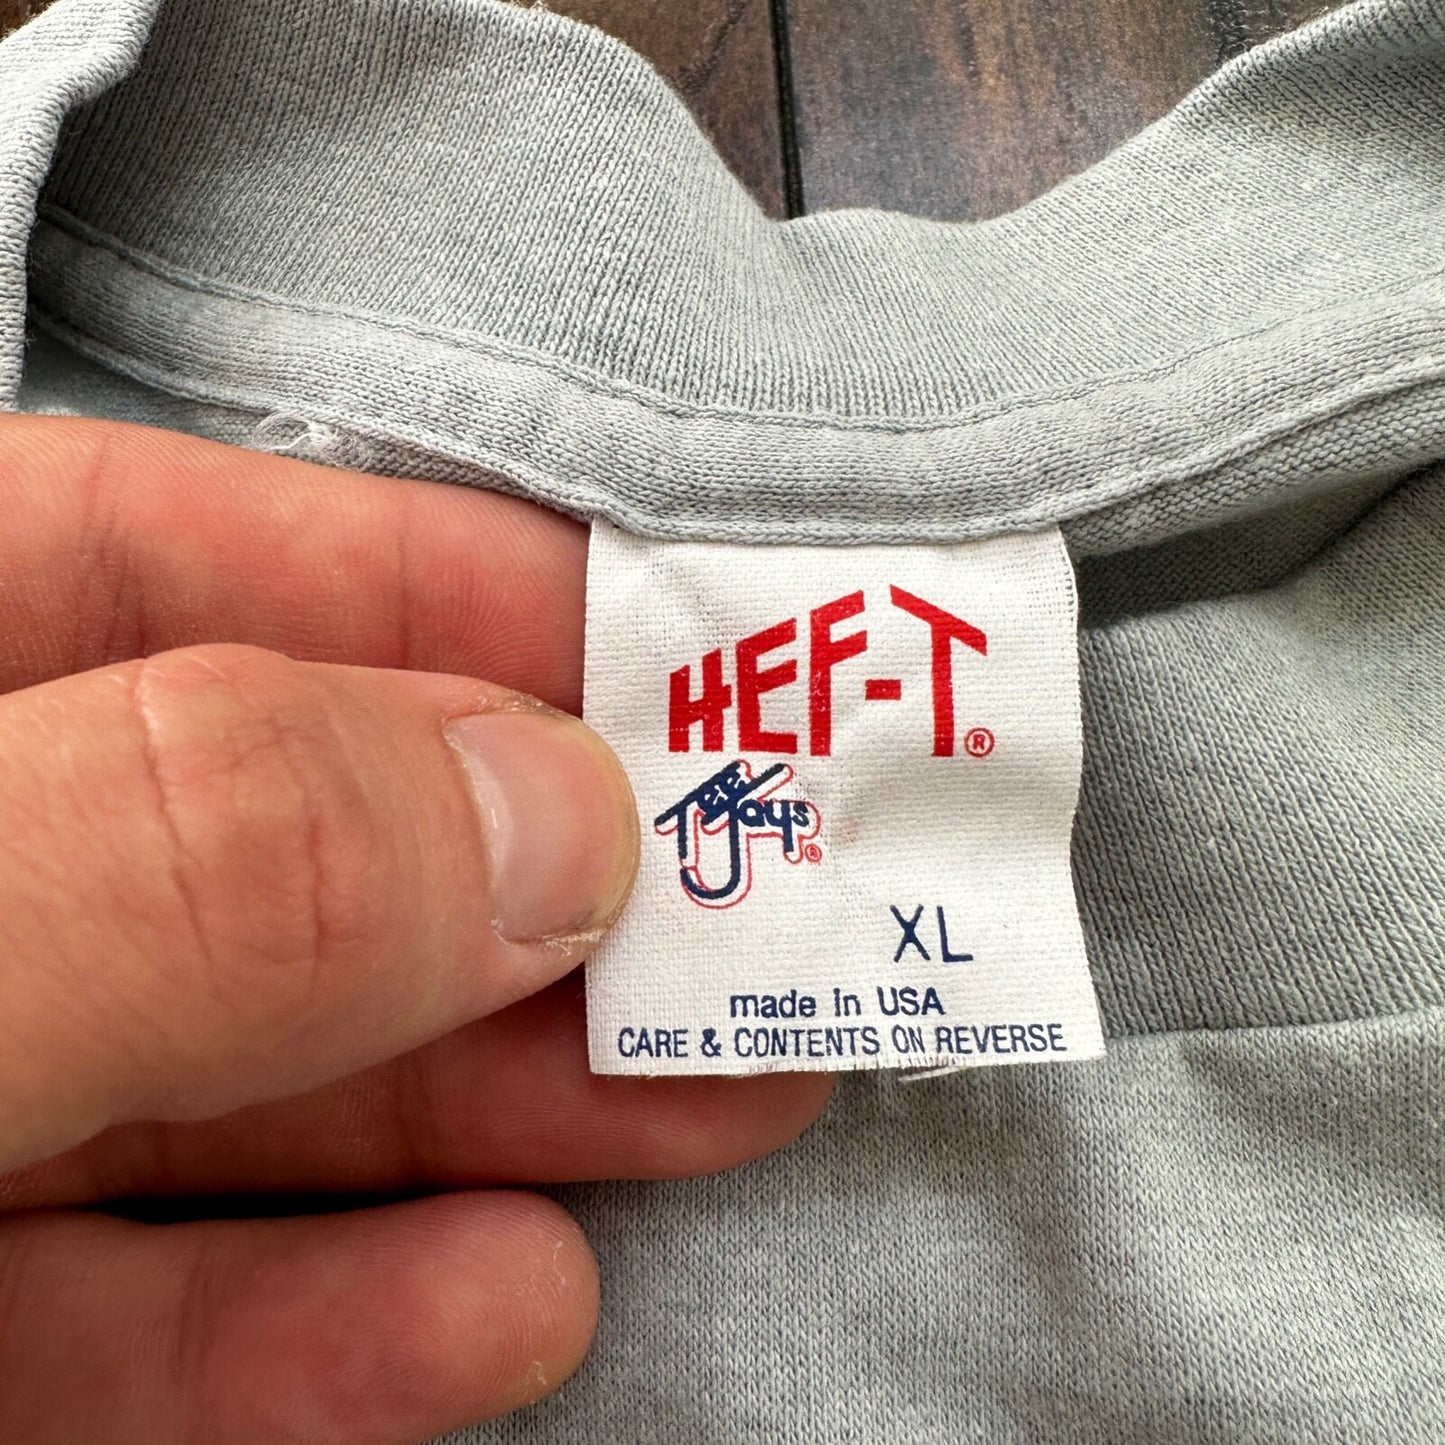 HEF-T®
Tee Jays®
XL
made in USA
CARE & CONTENTS ON REVERSE